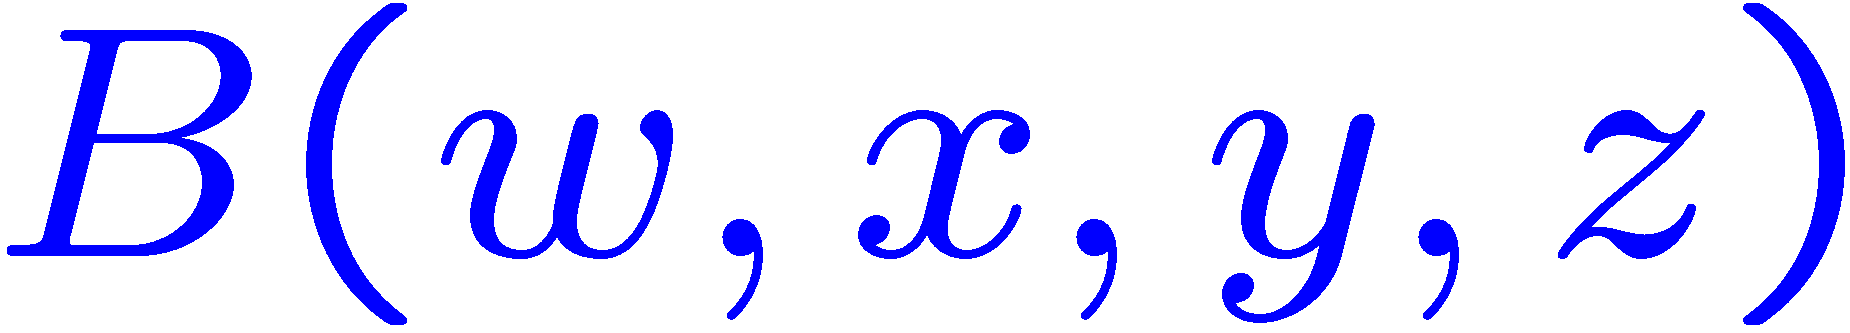 B(w, x, y, z)